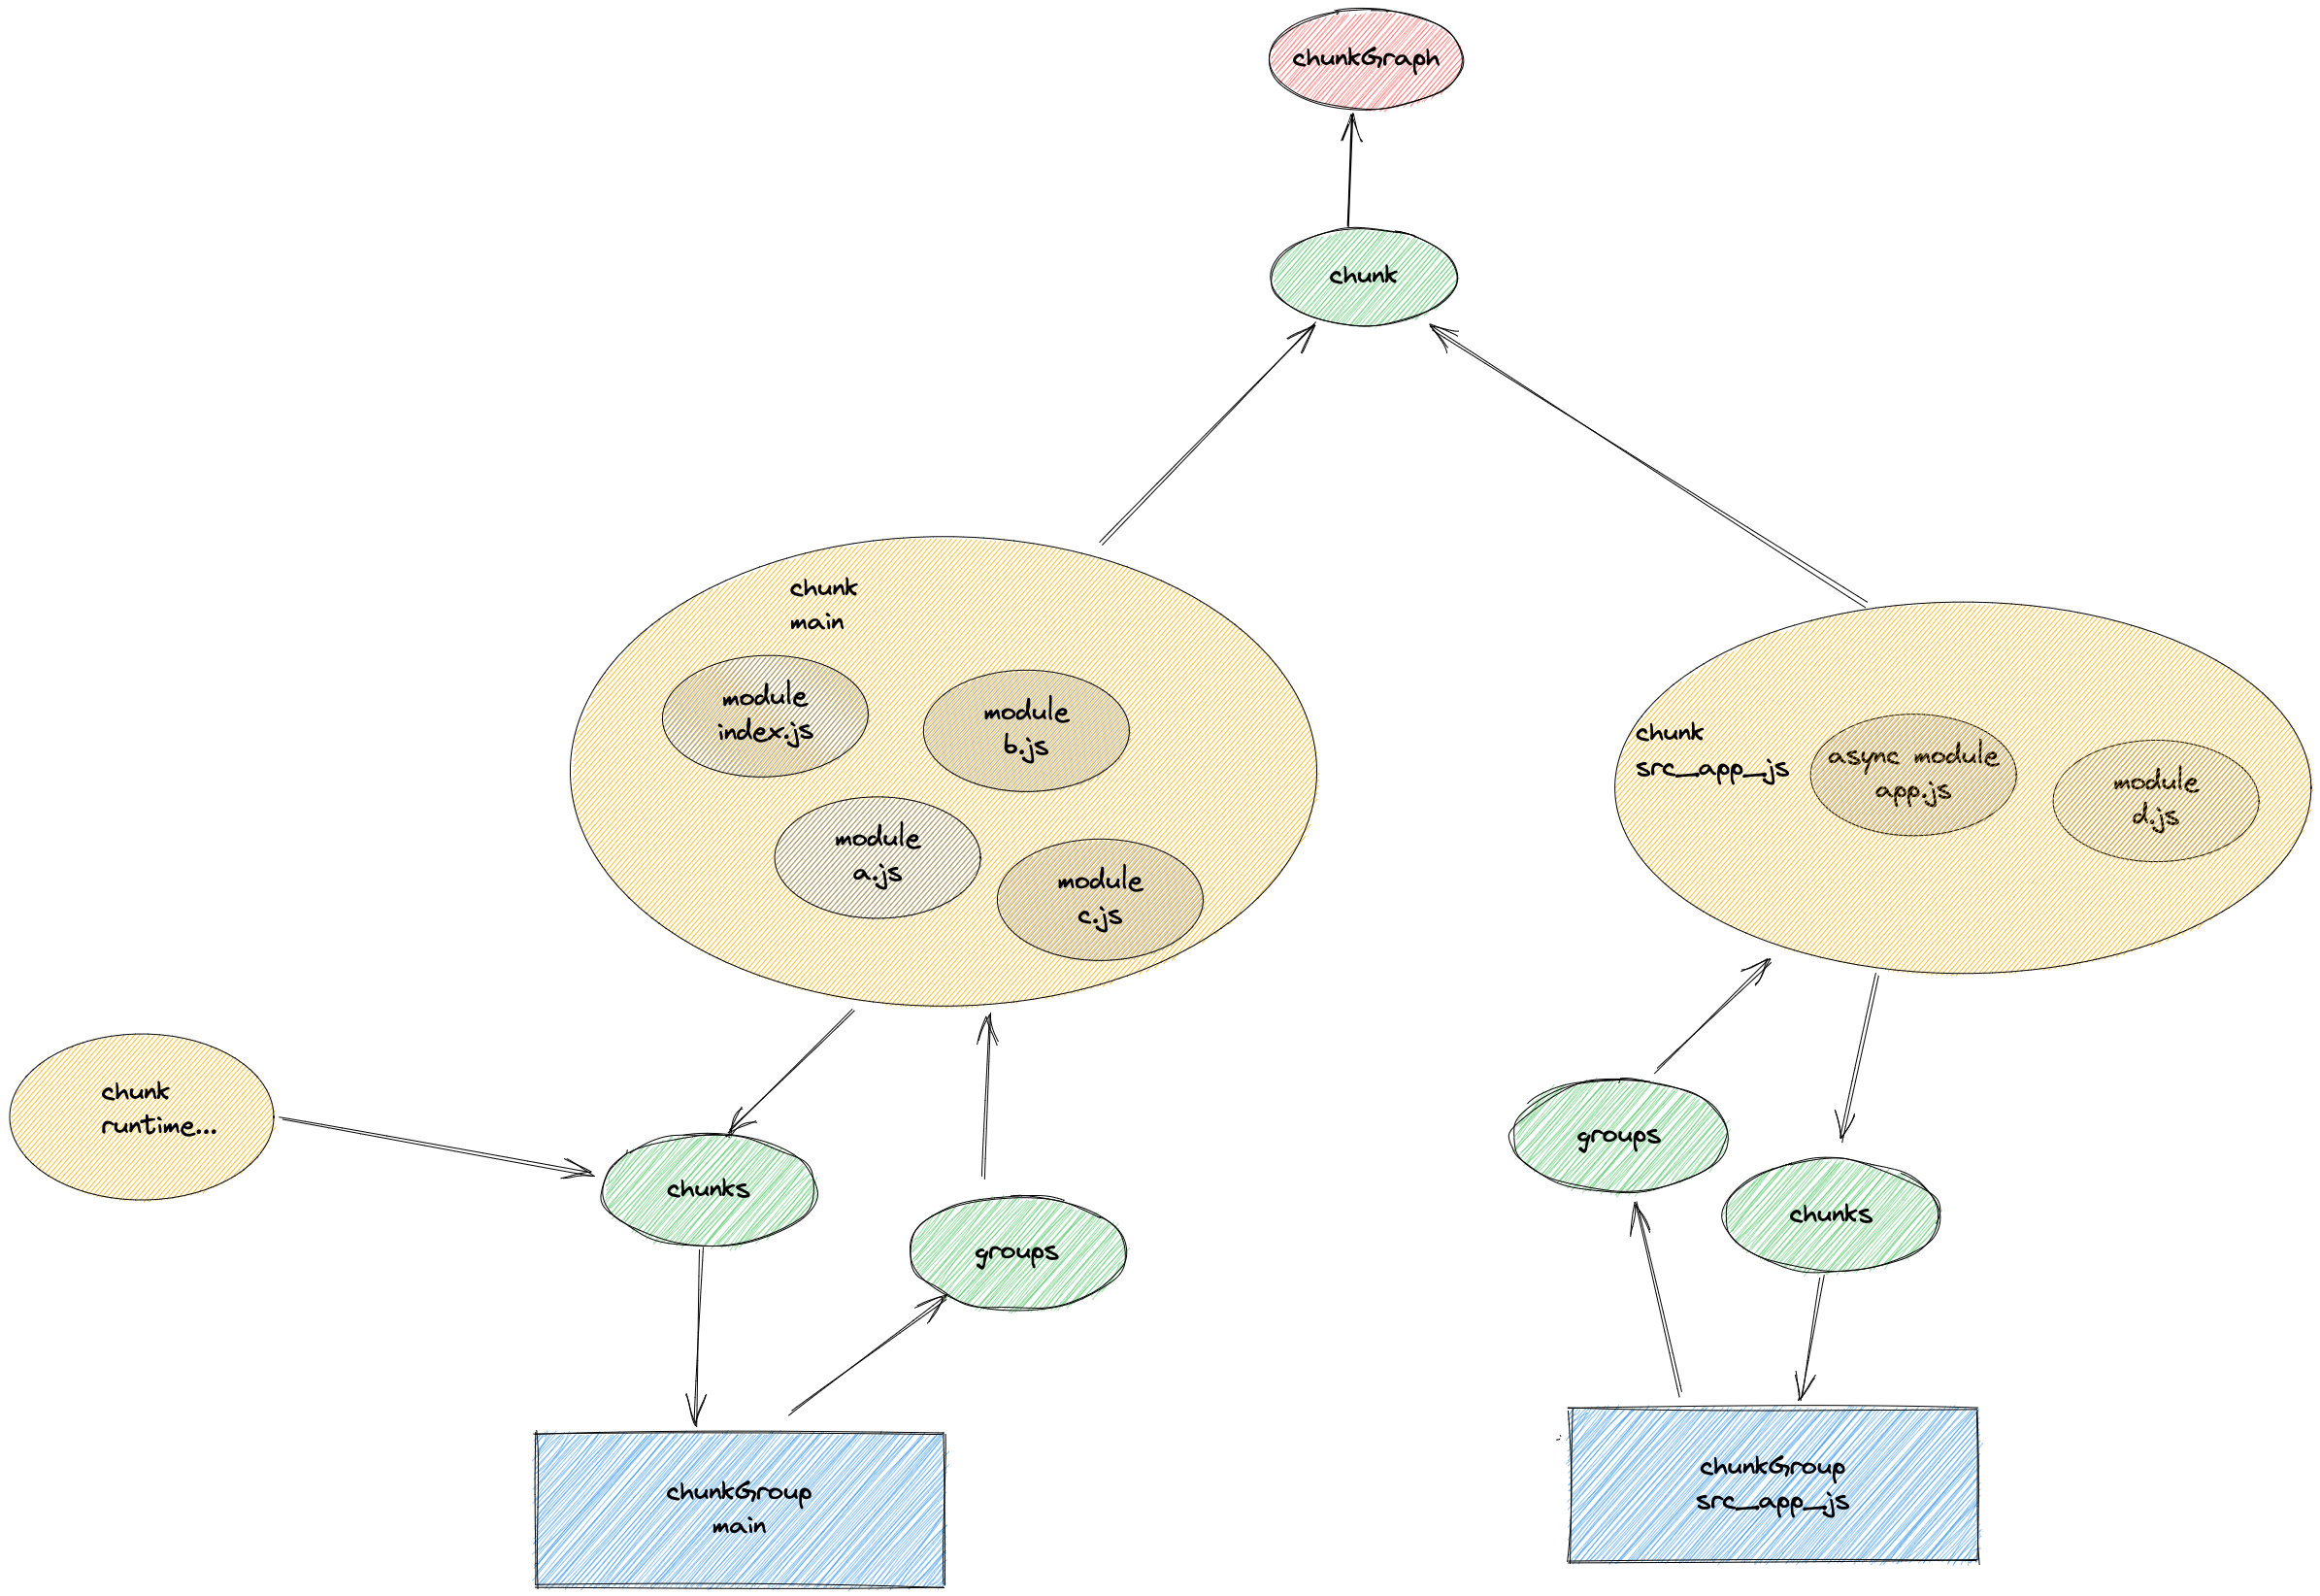 chunkGraph
chunk
chunk
main
module
index.js
module
b.js
module
a.js
module
c.js
chunk
src_app_js
async module
app.js
module
d.js
chunk
runtime...
chunks
groups
groups
chunks
chunkGroup
main
chunkGroup
src_app_js